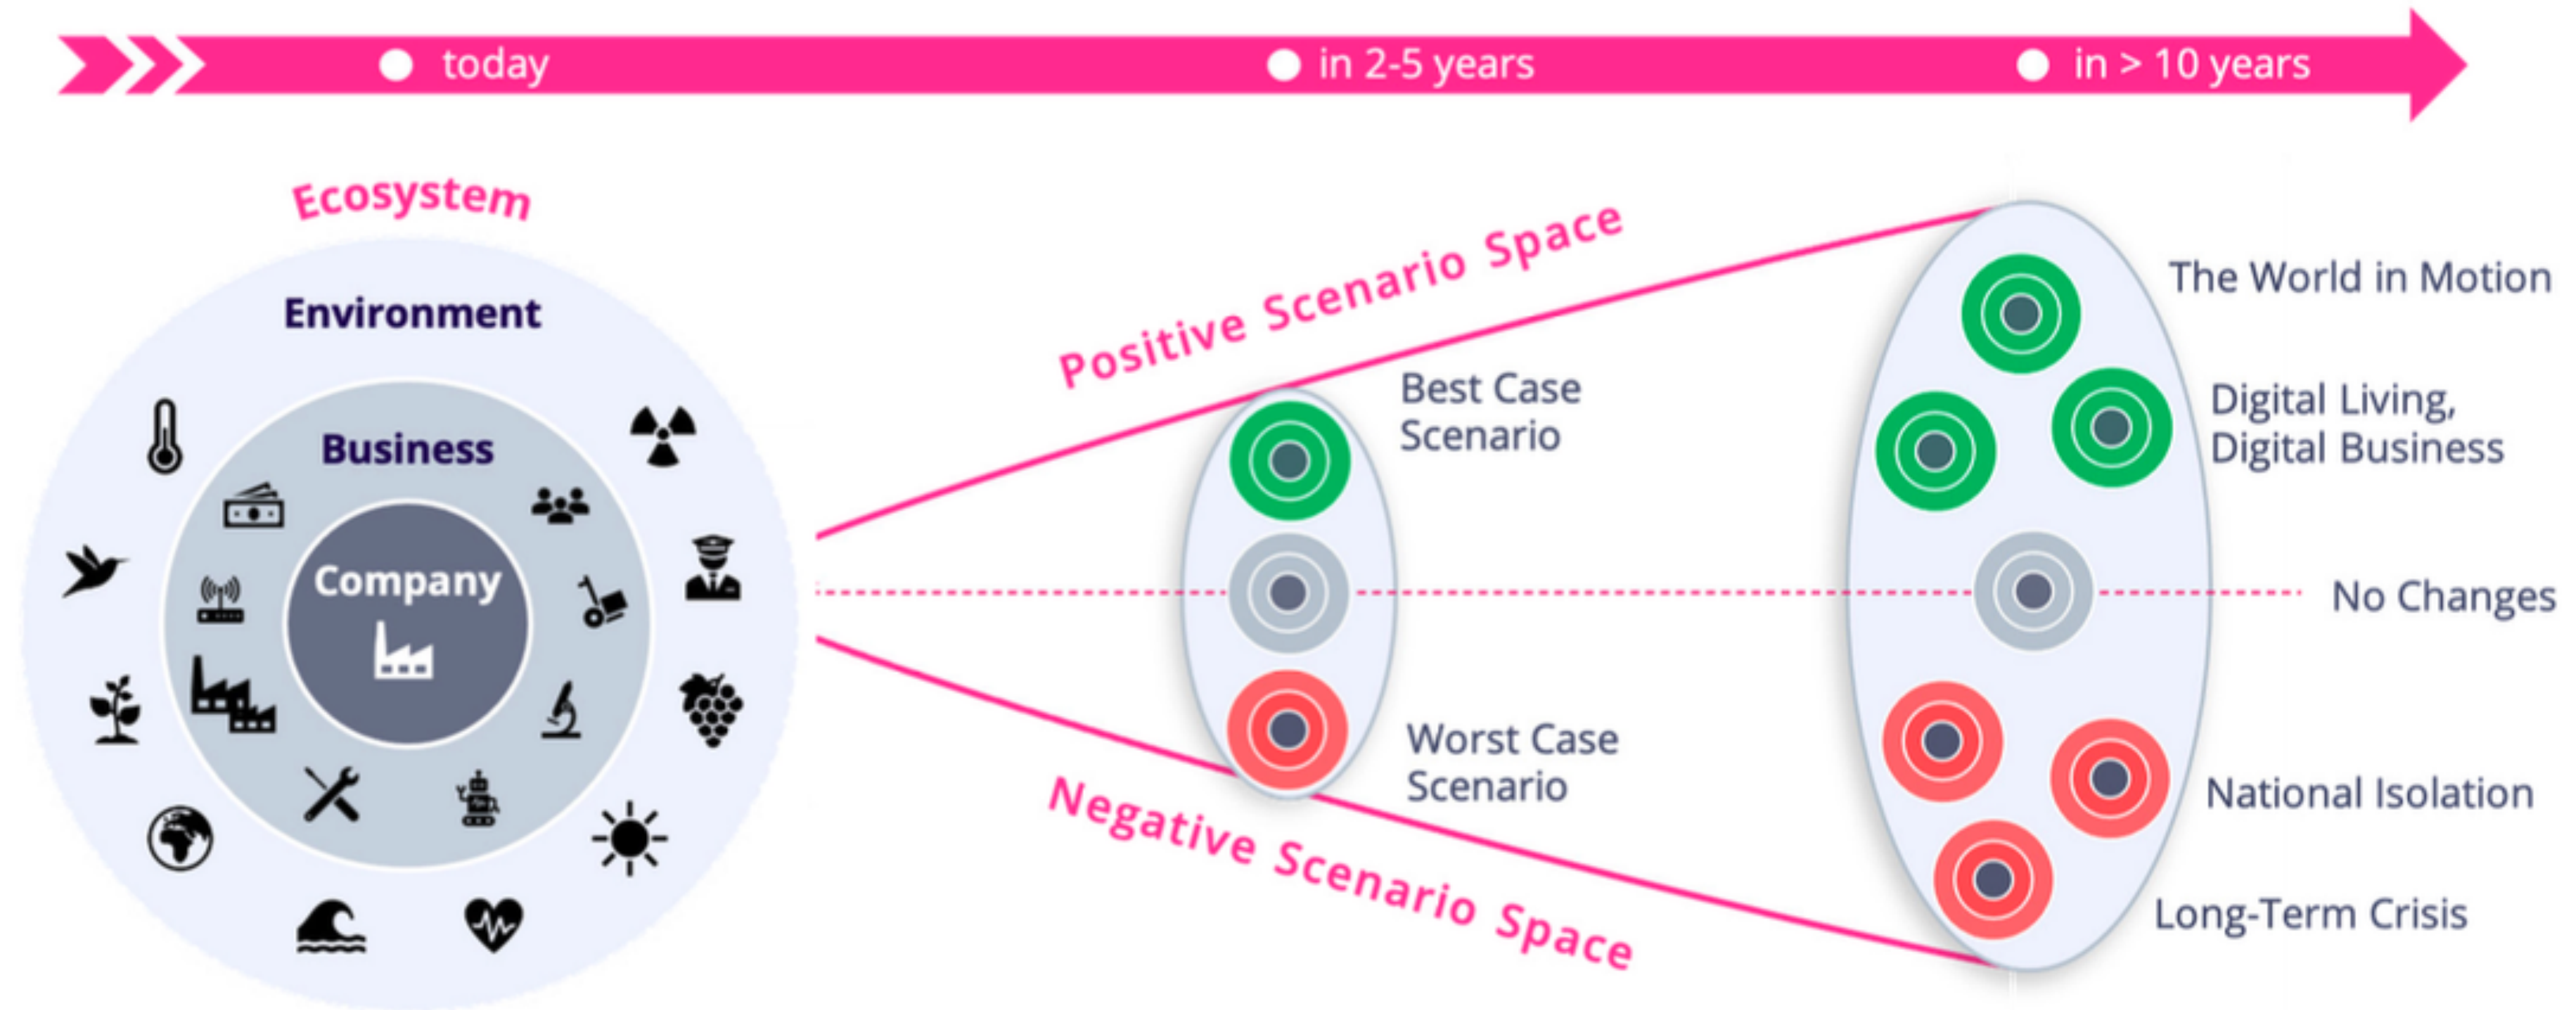 today
in 2-5 years
in > 10 years
Ecosystem
Environment
Business
Company
Positive Scenario Space
Best Case
Scenario
Worst Case
Scenario
Negative Scenario Space
The World in Motion
Digital Living,
Digital Business
No Changes
National Isolation
Long-Term Crisis